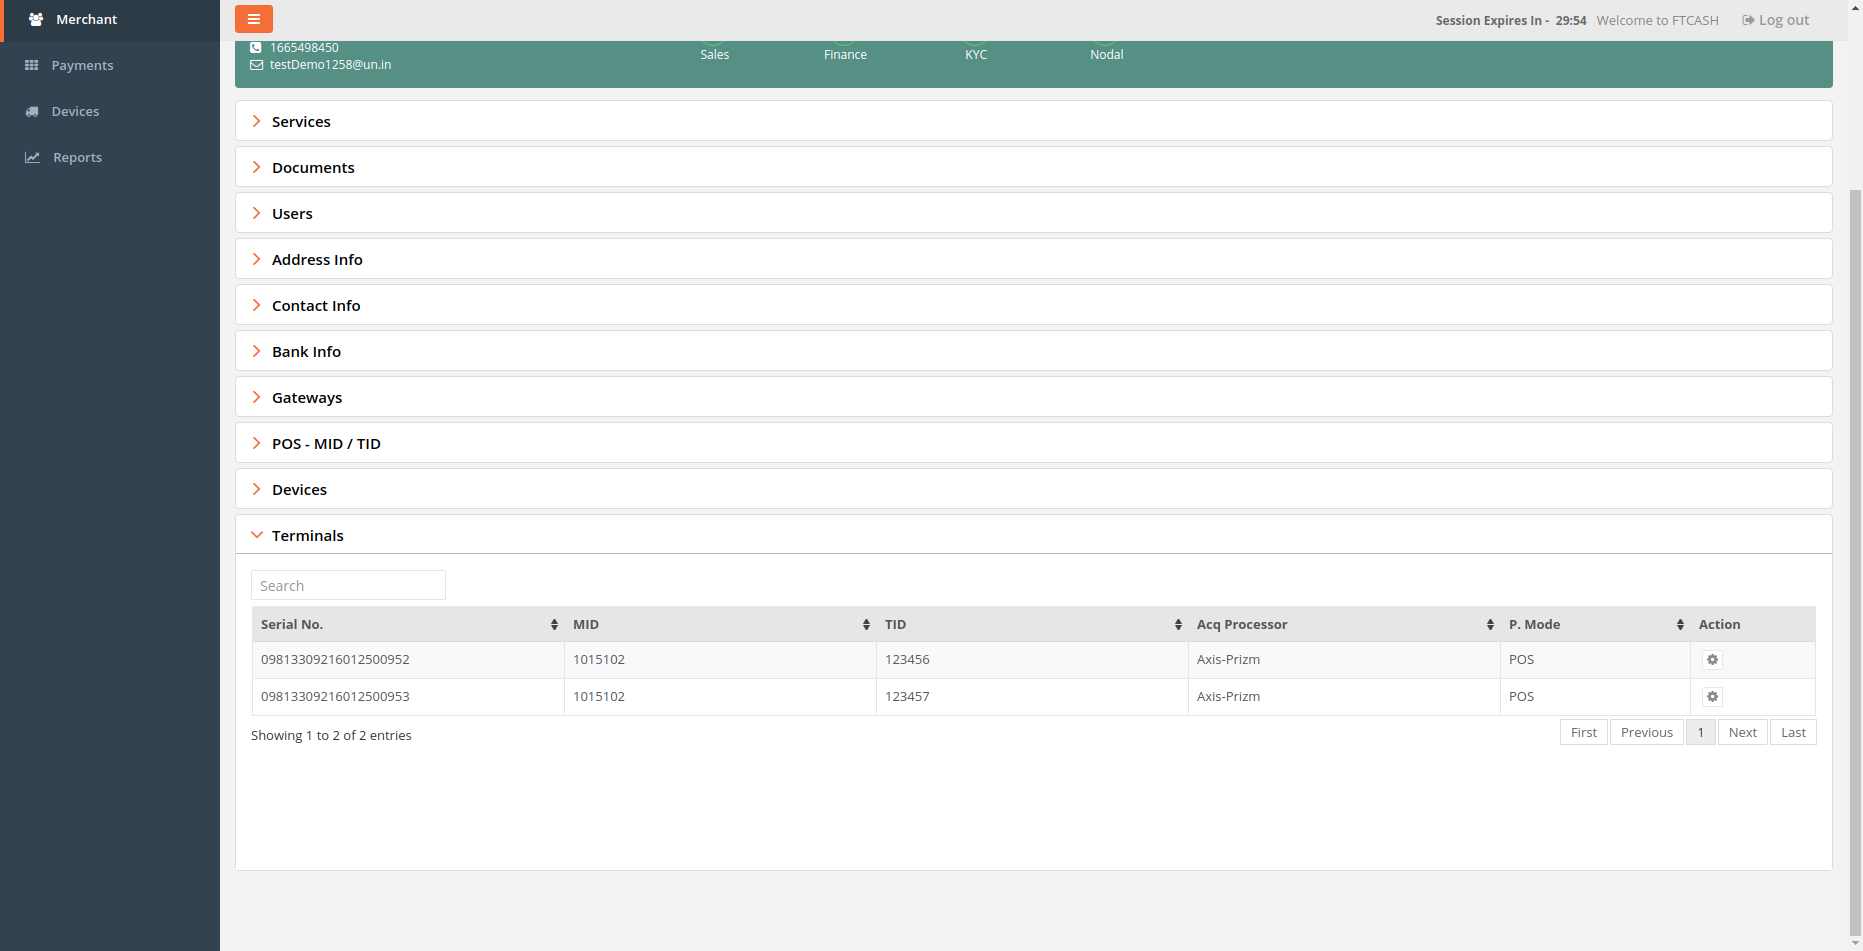 Merchant
Session Expires In - 29:54 Welcome to FTCASH Log out
1665498450
Sales Finance KYC Nodal
testDemo1258@un.in
Payments
Devices
Reports
Services
Documents
Users
Address Info
Contact Info
Bank Info
Gateways
POS - MID / TID
Devices
Terminals
Search
Serial No. MID TID Acq Processor P. Mode Action
09813309216012500952 1015102 123456 Axis-Prizm POS
09813309216012500953 1015102 123457 Axis-Prizm POS
Showing 1 to 2 of 2 entries
First Previous 1 Next Last